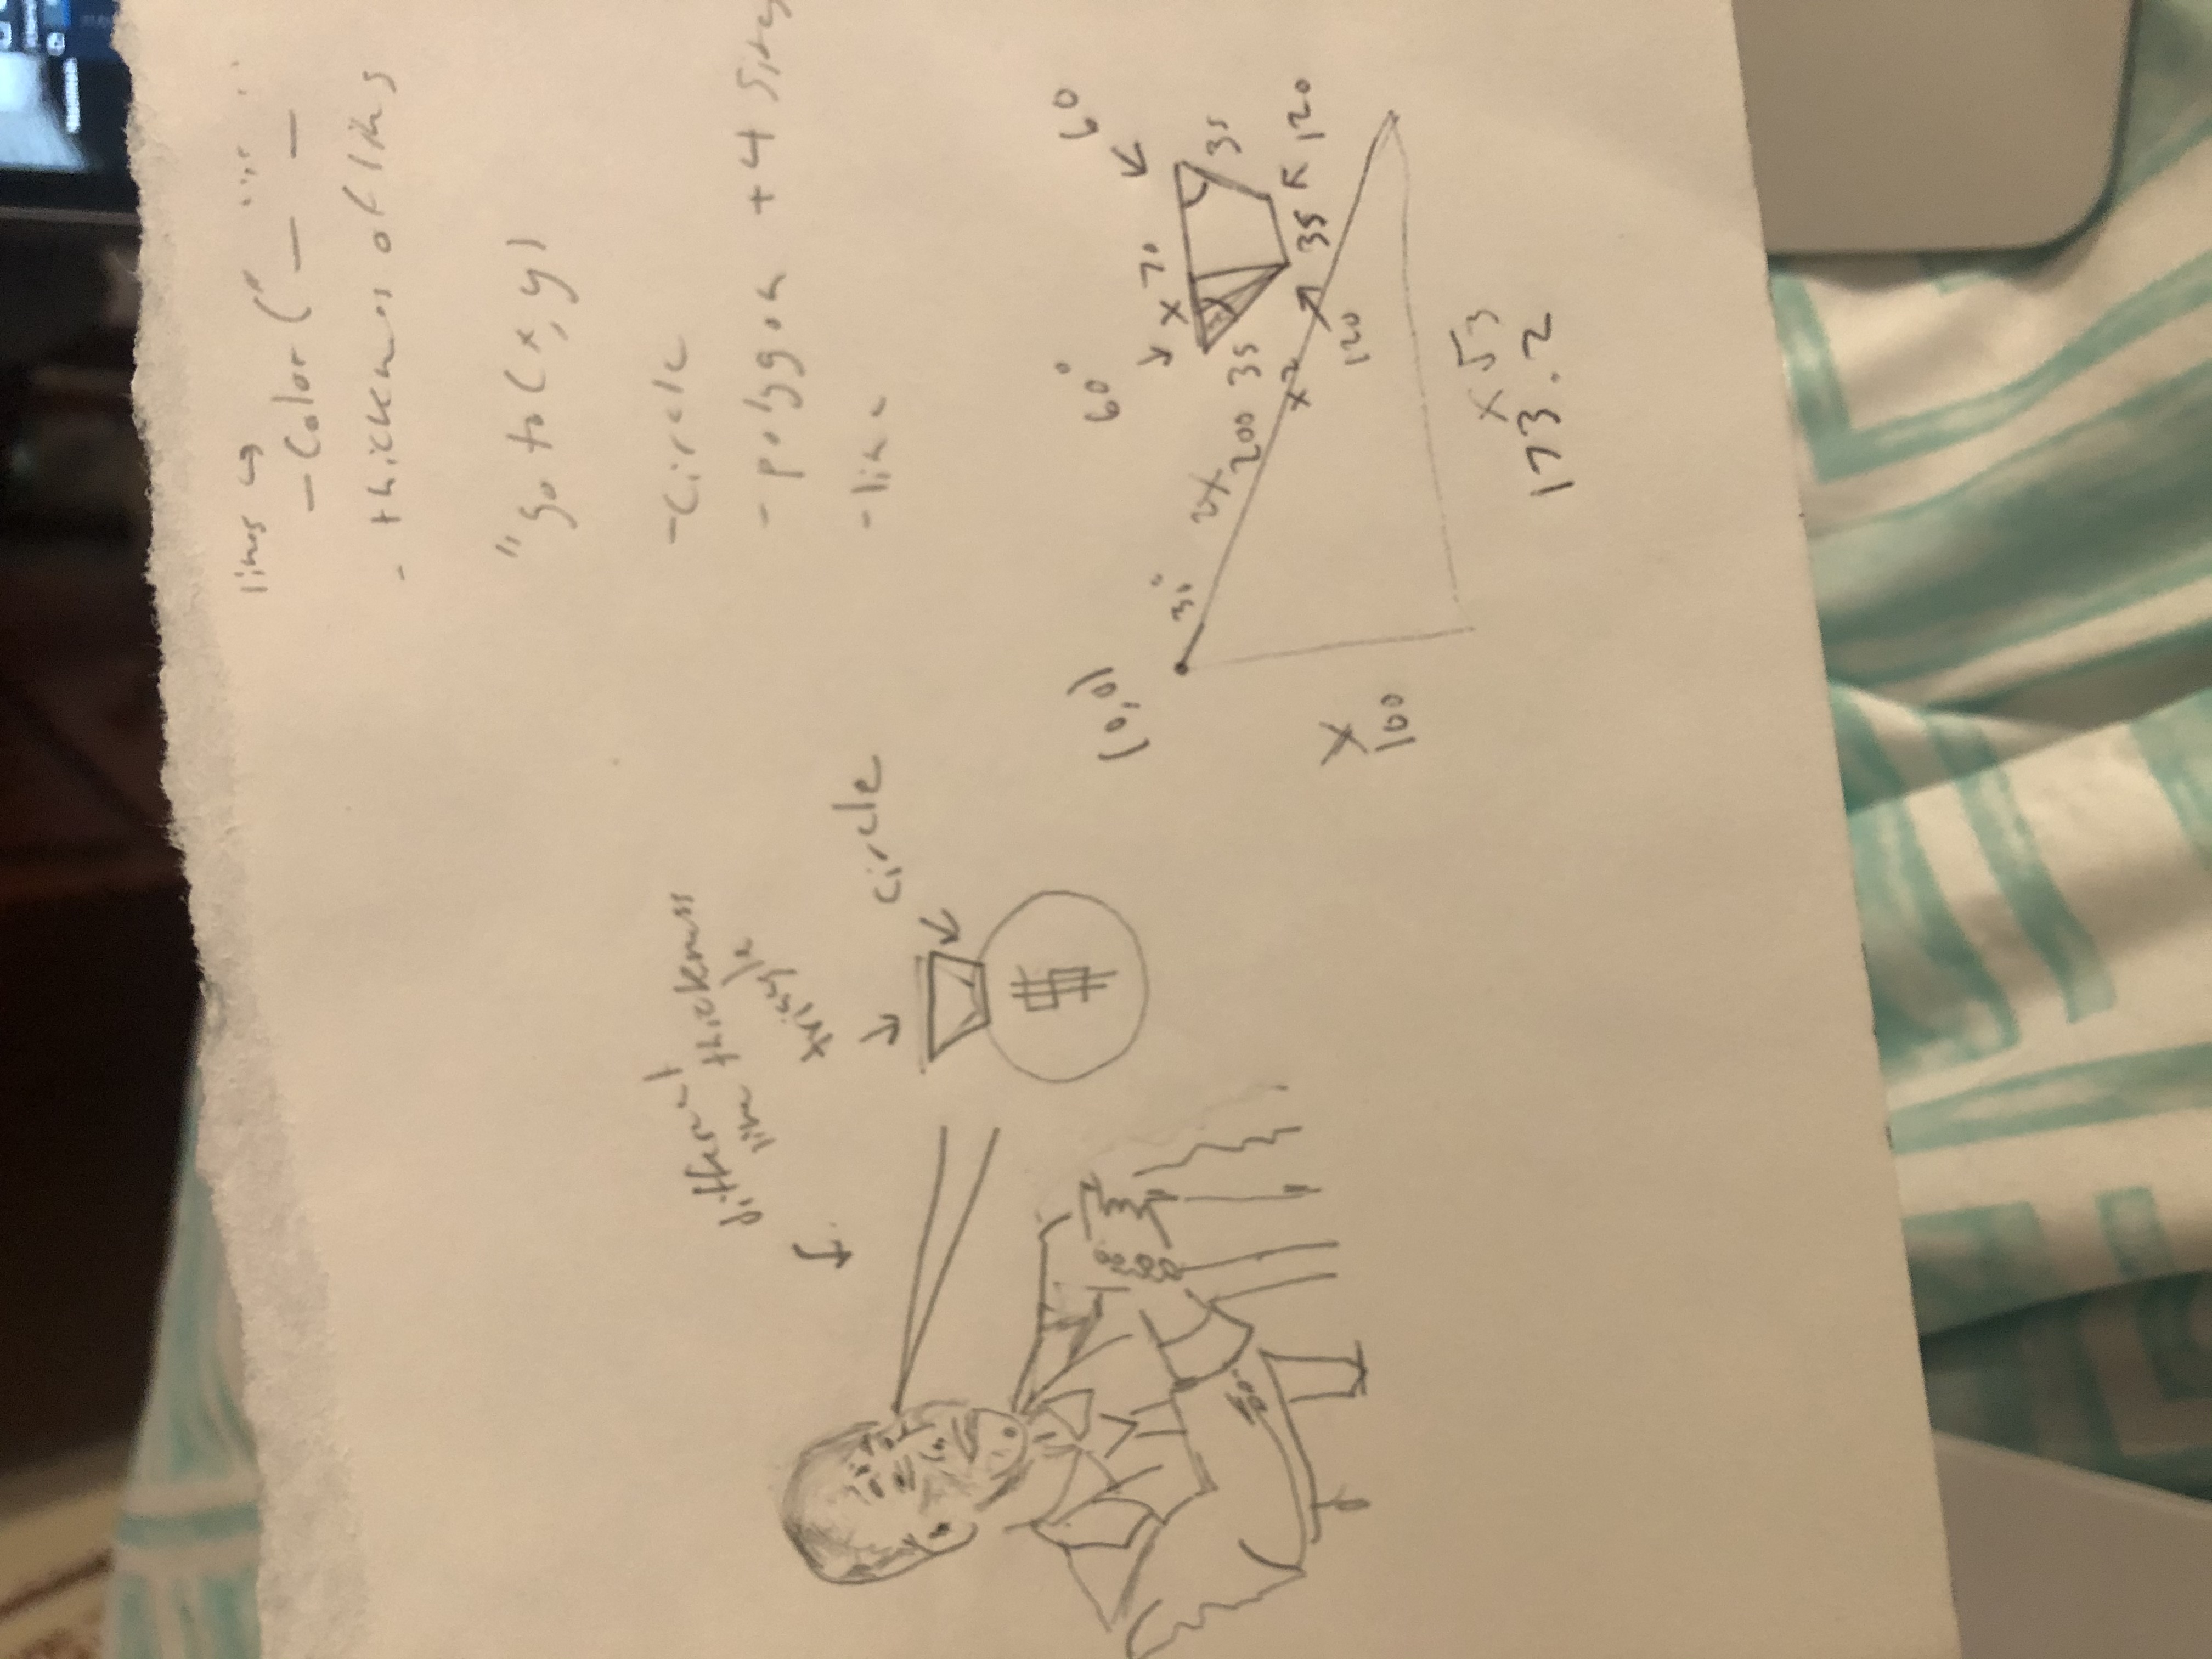 lines ↪
- Color ("_ _
- thickness of lines
"go to (x, y)
- circle
- polygon +4 sides
- line
different
line thickness
triagle
circle
$
(0,0)
30°
2x
200
x2
X
100
x√3
173.2
60°
60
X 70
35
35
35
120
120